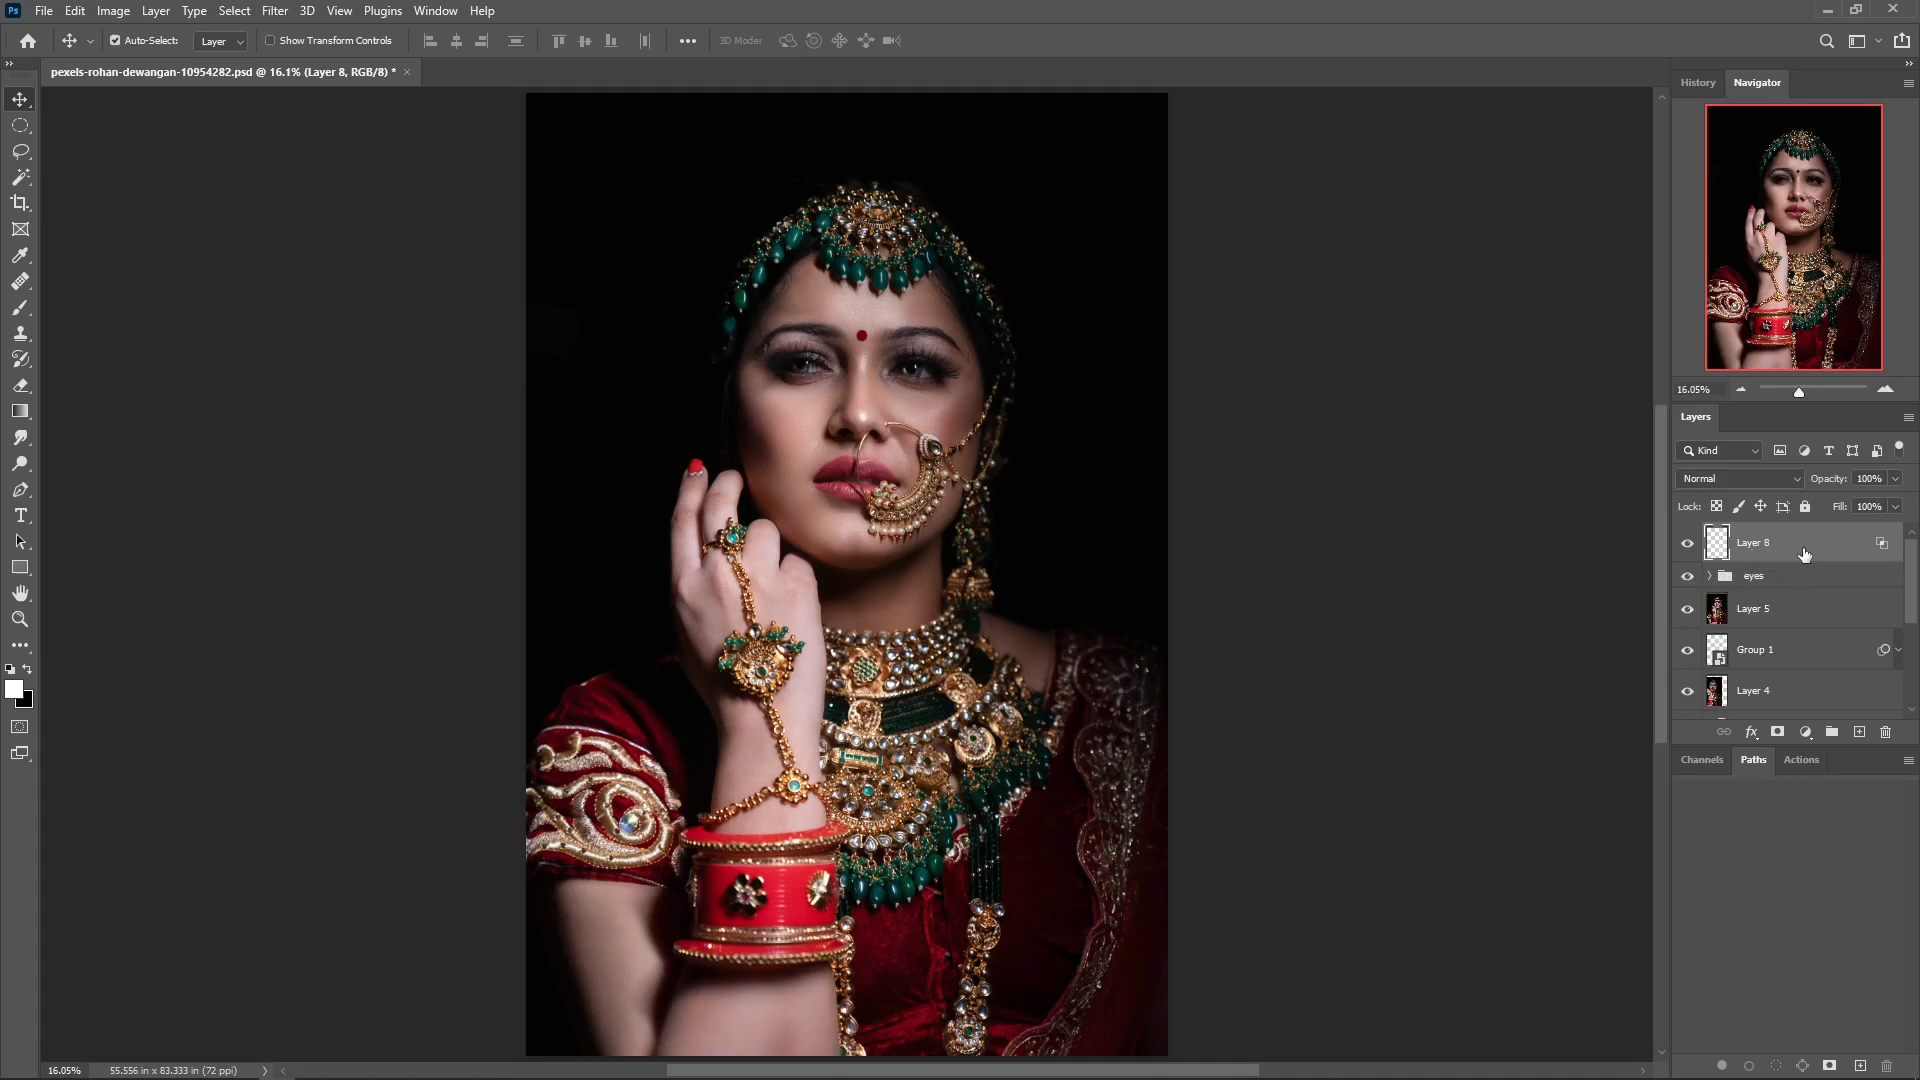 Ps File Edit Image Layer Type Select Filter 3D View Plugins Window Help
Auto-Select: Layer Show Transform Controls 3D Mode:
pexels-rohan-dewangan-10954282.psd @ 16.1% (Layer 8, RGB/8) *
History Navigator
16.05%
Layers
Kind
Normal Opacity: 100%
Lock: Fill: 100%
Layer 8
eyes
Layer 5
Group 1
Layer 4
fx
Channels Paths Actions
16.05% 55.556 in x 83.333 in (72 ppi)